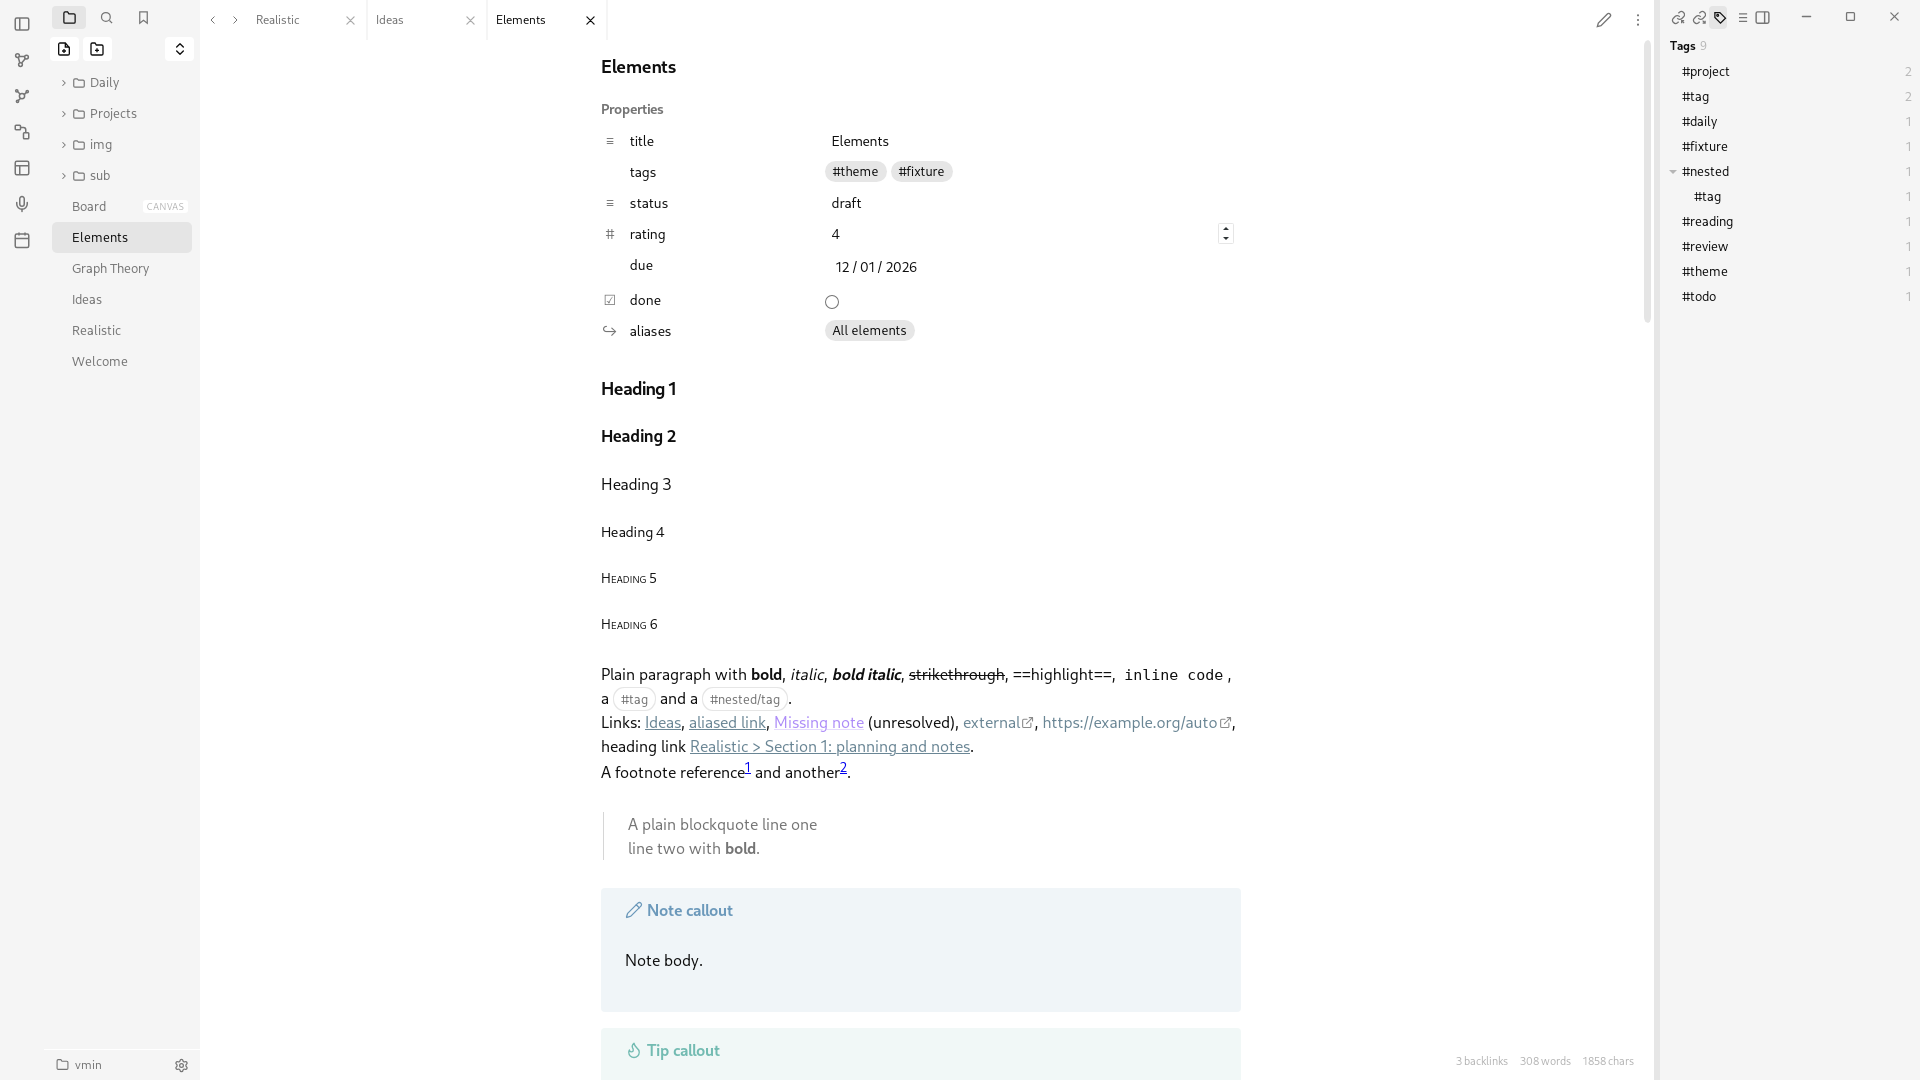 Realistic
Ideas
Elements
Daily
Projects
img
sub
Board CANVAS
Elements
Graph Theory
Ideas
Realistic
Welcome
vmin
Elements
Properties
title Elements
tags #theme #fixture
status draft
rating 4
due 12/01/2026
done
aliases All elements
Heading 1
Heading 2
Heading 3
Heading 4
Heading 5
Heading 6
Plain paragraph with bold, italic, bold italic, strikethrough, ==highlight==, inline code ,
a #tag and a #nested/tag.
Links: Ideas, aliased link, Missing note (unresolved), external, https://example.org/auto,
heading link Realistic > Section 1: planning and notes.
A footnote reference1 and another2.
A plain blockquote line one
line two with bold.
Note callout
Note body.
Tip callout
3 backlinks 308 words 1858 chars
Tags 9
#project 2
#tag 2
#daily 1
#fixture 1
#nested 1
#tag 1
#reading 1
#review 1
#theme 1
#todo 1